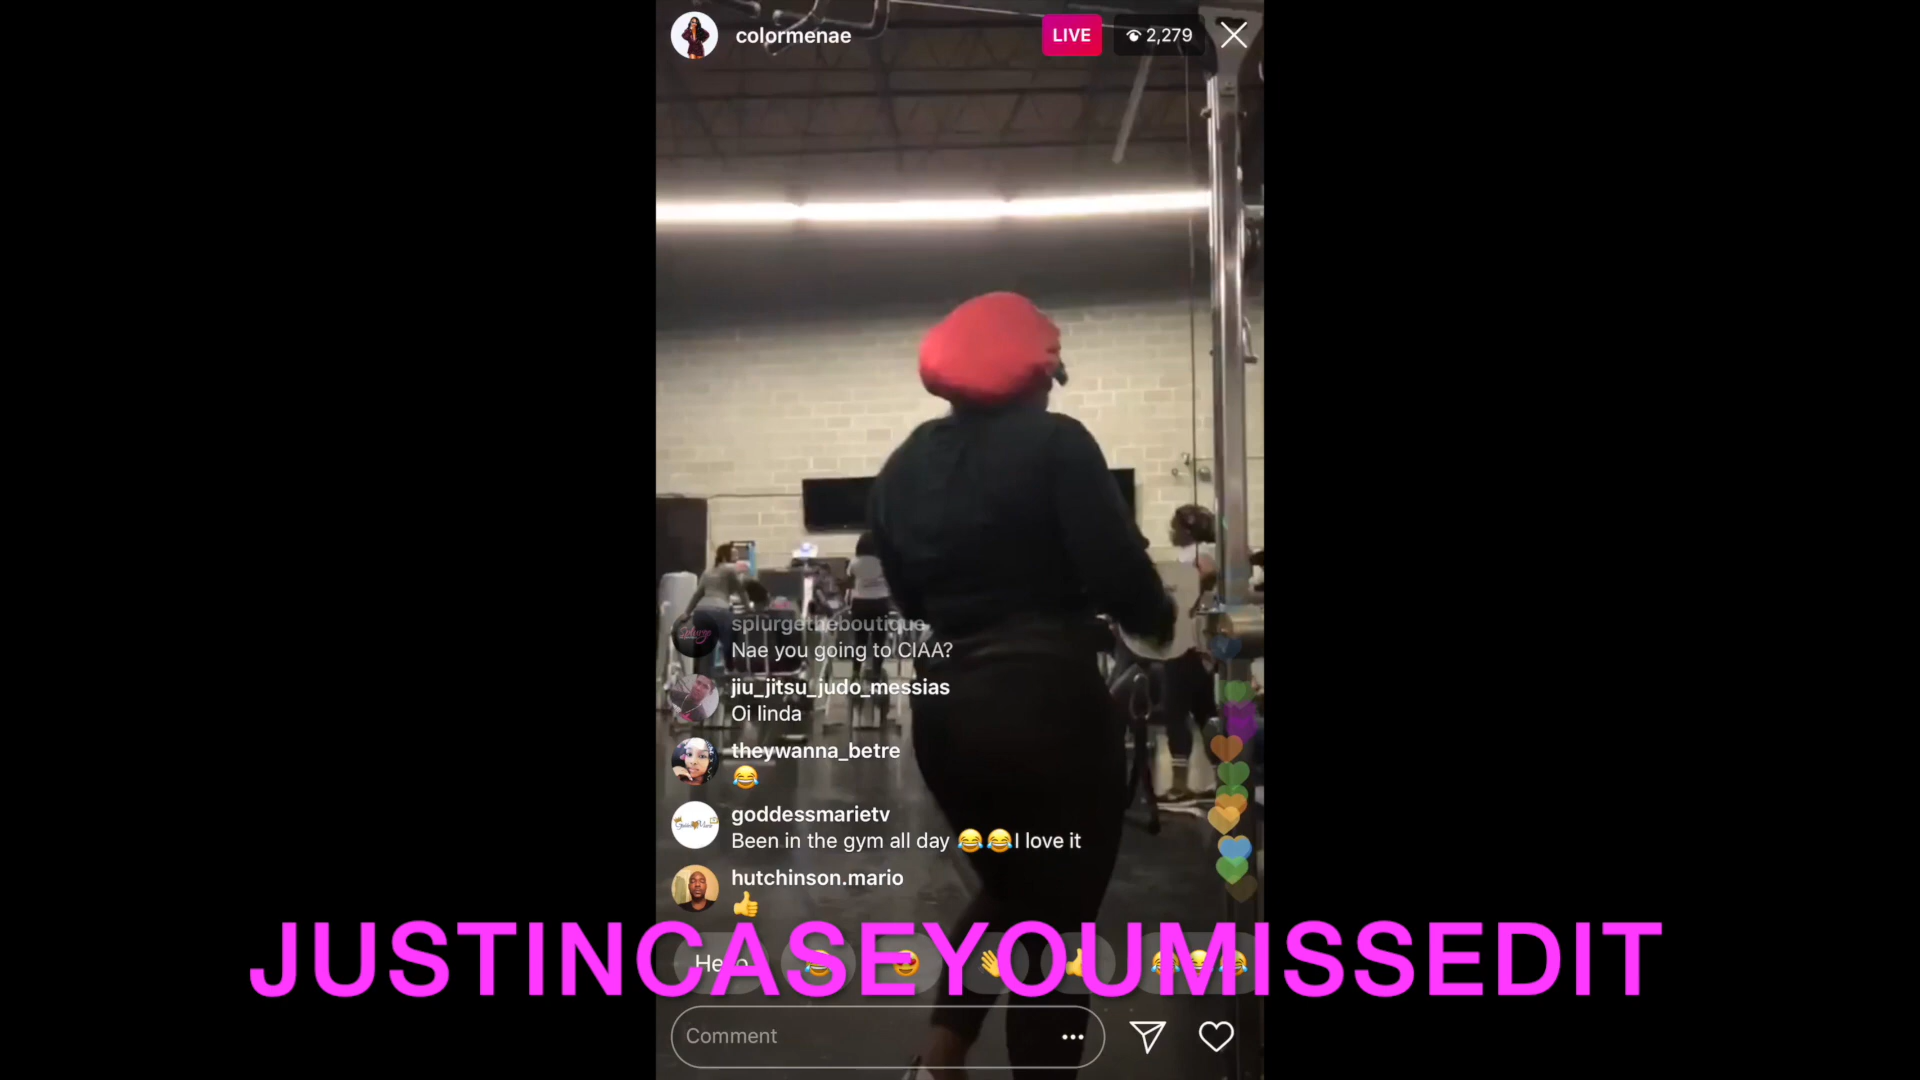 colormenae
LIVE
2,279
splurgetheboutique
Nae you going to CIAA?
jiu_jitsu_judo_messias
Oi linda
theywanna_betre
😂
goddessmarietv
Been in the gym all day 😂😂I love it
hutchinson.mario
👍
Hello
JUSTINCASEYOUMISSEDIT
Comment